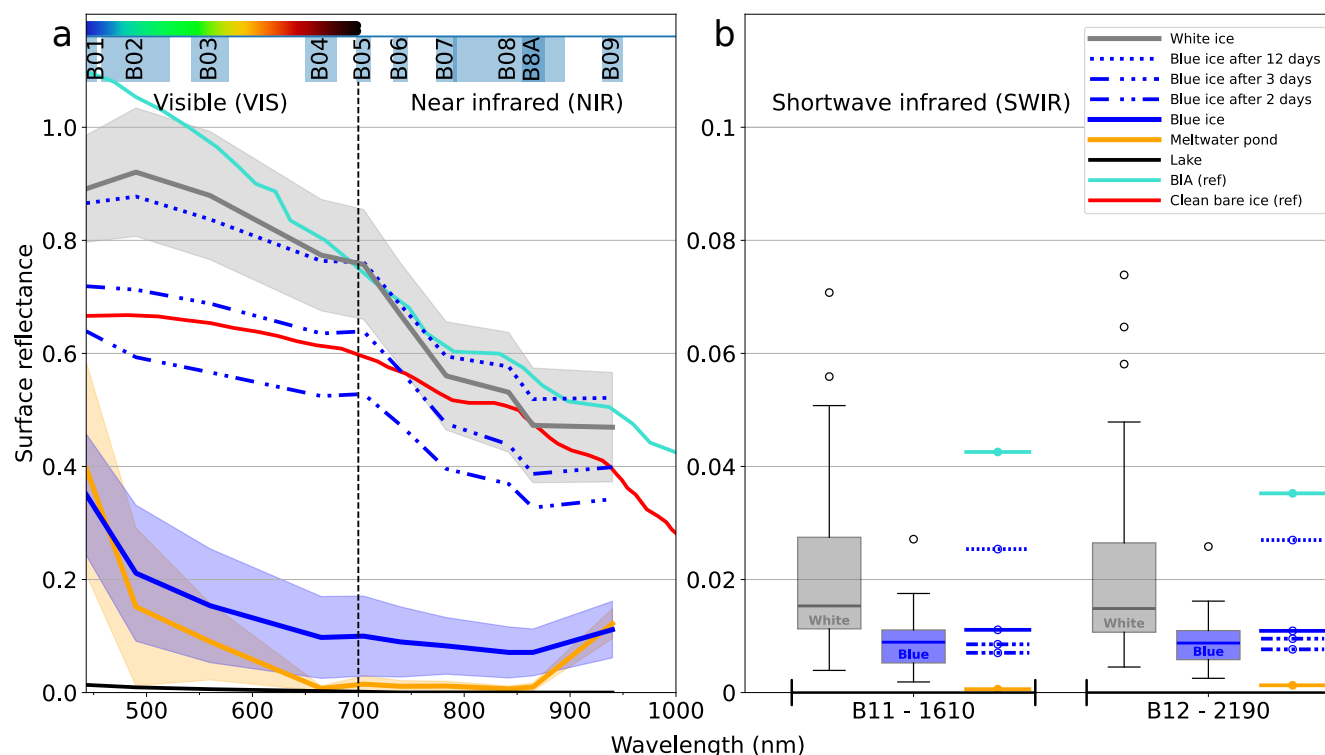 a
B01
B02
B03
B04
B05
B06
B07
B08
B8A
B09
Visible (VIS)
Near infrared (NIR)
Surface reflectance
1.0
0.8
0.6
0.4
0.2
0.0
500
600
700
800
900
1000
Wavelength (nm)
b
Shortwave infrared (SWIR)
White ice
Blue ice after 12 days
Blue ice after 3 days
Blue ice after 2 days
Blue ice
Meltwater pond
Lake
BIA (ref)
Clean bare ice (ref)
0.1
0.08
0.06
0.04
0.02
0
White
Blue
White
Blue
B11 - 1610
B12 - 2190